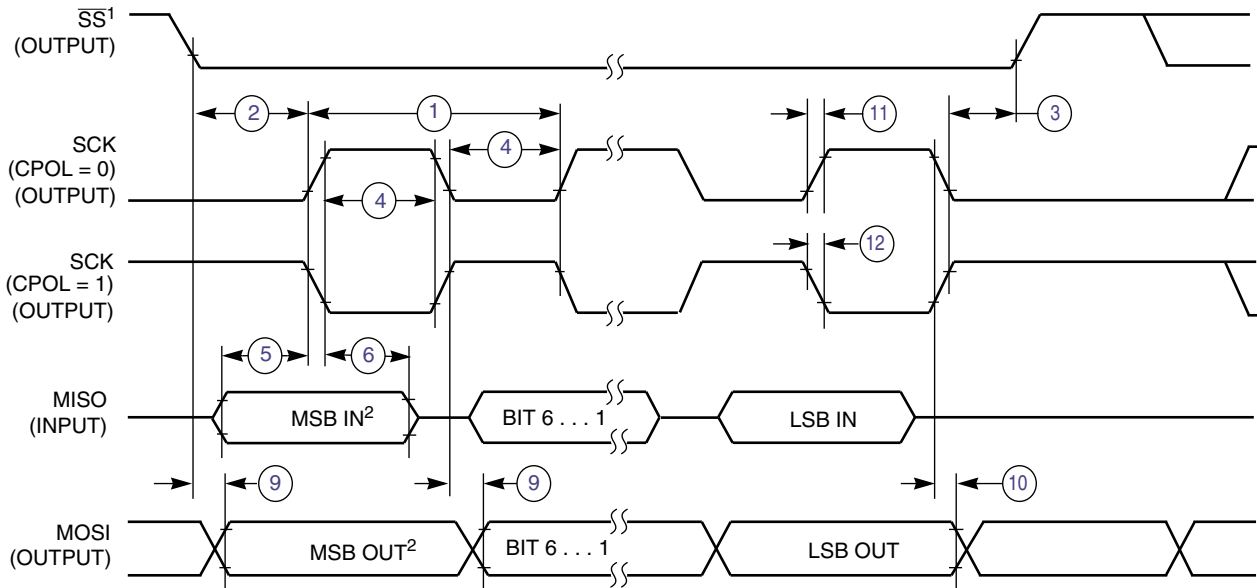 SS¹
(OUTPUT)
2
1
11
3
SCK
(CPOL = 0)
(OUTPUT)
4
4
12
SCK
(CPOL = 1)
(OUTPUT)
5
6
MISO
(INPUT)
MSB IN²
BIT 6 . . . 1
LSB IN
9
9
10
MOSI
(OUTPUT)
MSB OUT²
BIT 6 . . . 1
LSB OUT